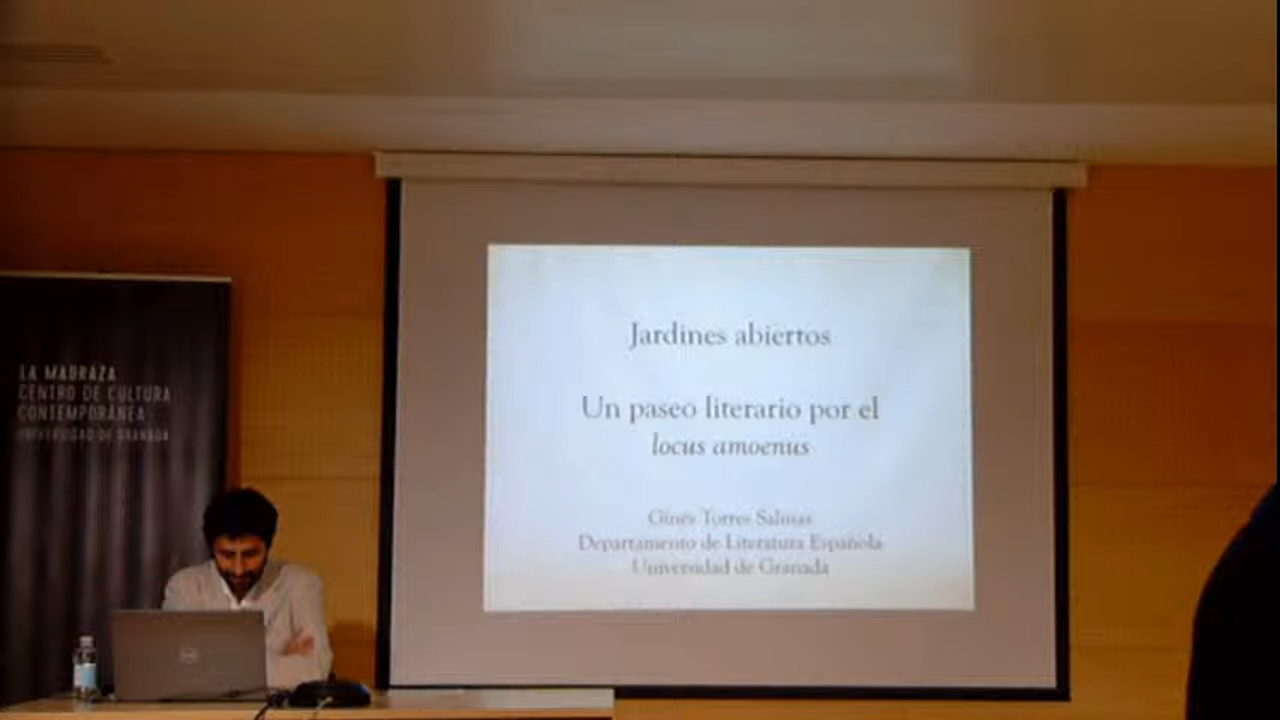 LA MADRAZA
CENTRO DE CULTURA
CONTEMPORÁNEA
UNIVERSIDAD DE GRANADA
Jardines abiertos
Un paseo literario por el
locus amoenus
Ginés Torres Salinas
Departamento de Literatura Española
Universidad de Granada